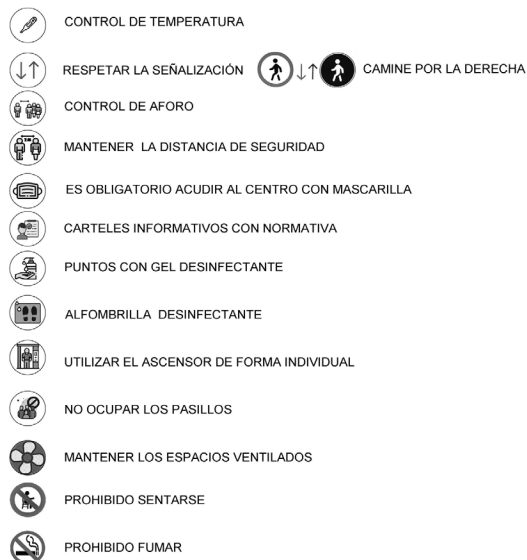 CONTROL DE TEMPERATURA
RESPETAR LA SEÑALIZACIÓN CAMINE POR LA DERECHA
CONTROL DE AFORO
MANTENER LA DISTANCIA DE SEGURIDAD
ES OBLIGATORIO ACUDIR AL CENTRO CON MASCARILLA
CARTELES INFORMATIVOS CON NORMATIVA
PUNTOS CON GEL DESINFECTANTE
ALFOMBRILLA DESINFECTANTE
UTILIZAR EL ASCENSOR DE FORMA INDIVIDUAL
NO OCUPAR LOS PASILLOS
MANTENER LOS ESPACIOS VENTILADOS
PROHIBIDO SENTARSE
PROHIBIDO FUMAR